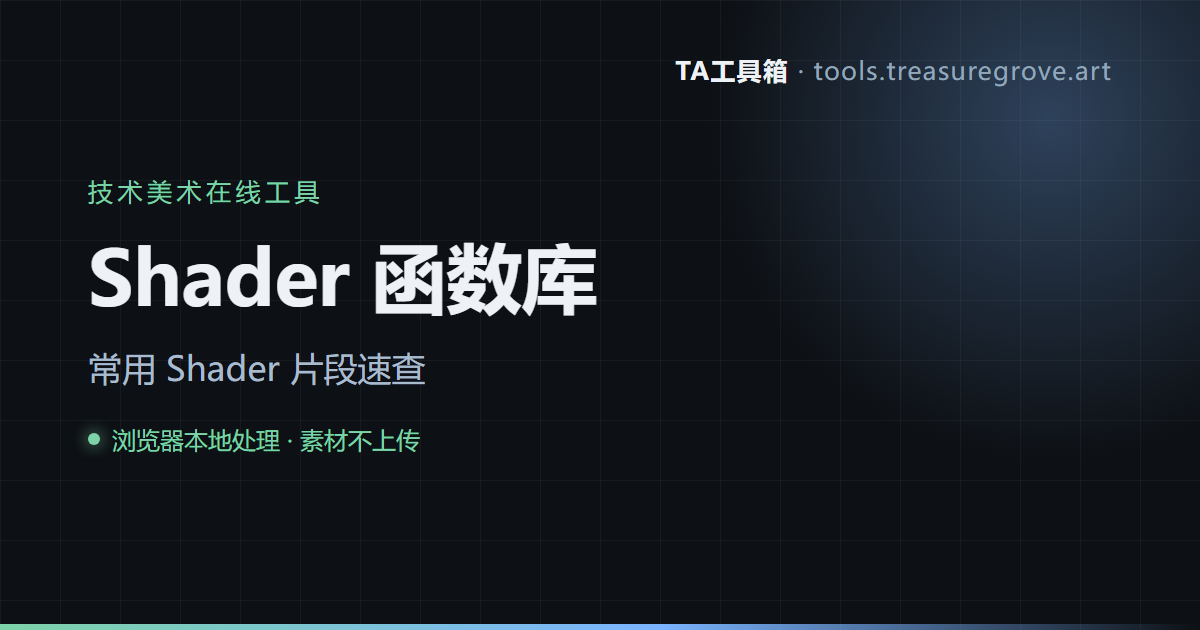 TA工具箱 · tools.treasuregrove.art
技术美术在线工具
Shader 函数库
常用 Shader 片段速查
浏览器本地处理 · 素材不上传